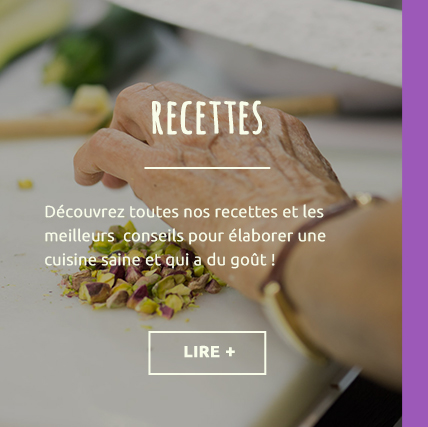 RECETTES
Découvrez toutes nos recettes et les
meilleurs conseils pour élaborer une
cuisine saine et qui a du goût !
LIRE +